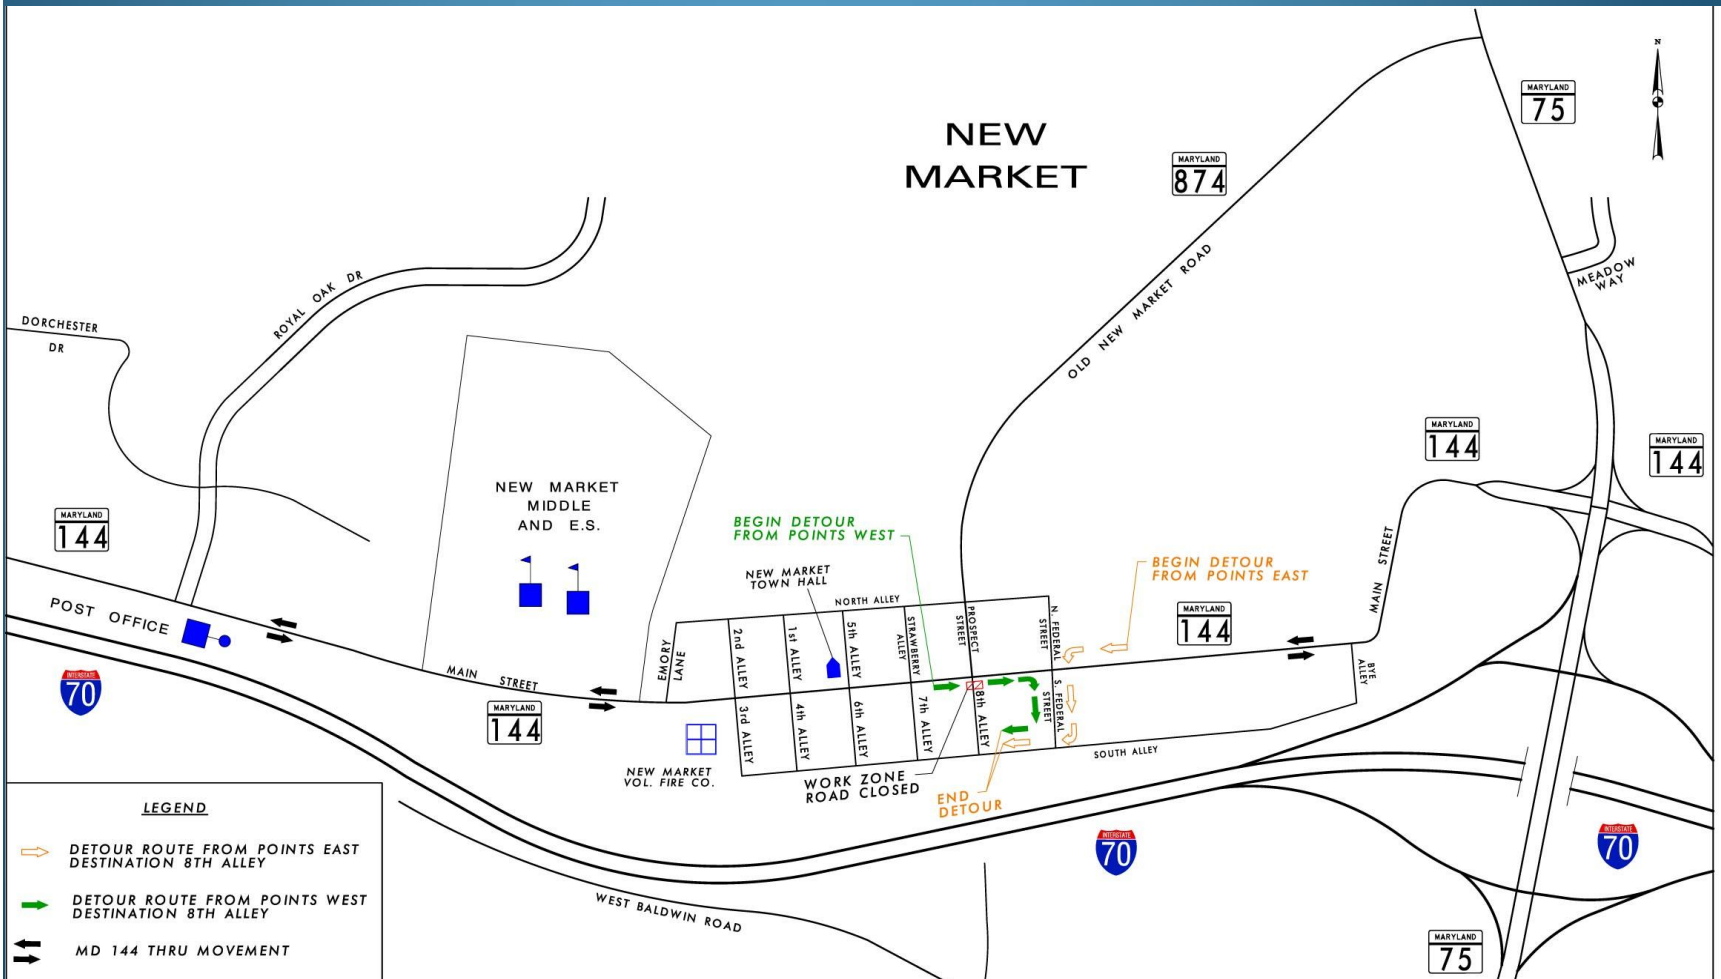 NEW
MARKET
MARYLAND
75
MARYLAND
874
N
MEADOW
WAY
ROYAL OAK DR
OLD NEW MARKET ROAD
DORCHESTER
DR
MARYLAND
144
MARYLAND
144
MARYLAND
144
NEW MARKET
MIDDLE
AND E.S.
BEGIN DETOUR
FROM POINTS WEST
BEGIN DETOUR
FROM POINTS EAST
NEW MARKET
TOWN HALL
MAIN STREET
NORTH ALLEY
POST OFFICE
MARYLAND
144
EMORY
LANE
2nd ALLEY
1st ALLEY
5th ALLEY
STRAWBERRY
ALLEY
PROSPECT
STREET
N. FEDERAL
STREET
MAIN STREET
INTERSTATE
70
MARYLAND
144
3rd ALLEY
4th ALLEY
6th ALLEY
7th ALLEY
8th ALLEY
S. FEDERAL
STREET
BYE
ALLEY
SOUTH ALLEY
NEW MARKET
VOL. FIRE CO.
WORK ZONE
ROAD CLOSED
END
DETOUR
INTERSTATE
70
INTERSTATE
70
WEST BALDWIN ROAD
MARYLAND
75
LEGEND
DETOUR ROUTE FROM POINTS EAST
DESTINATION 8TH ALLEY
DETOUR ROUTE FROM POINTS WEST
DESTINATION 8TH ALLEY
MD 144 THRU MOVEMENT